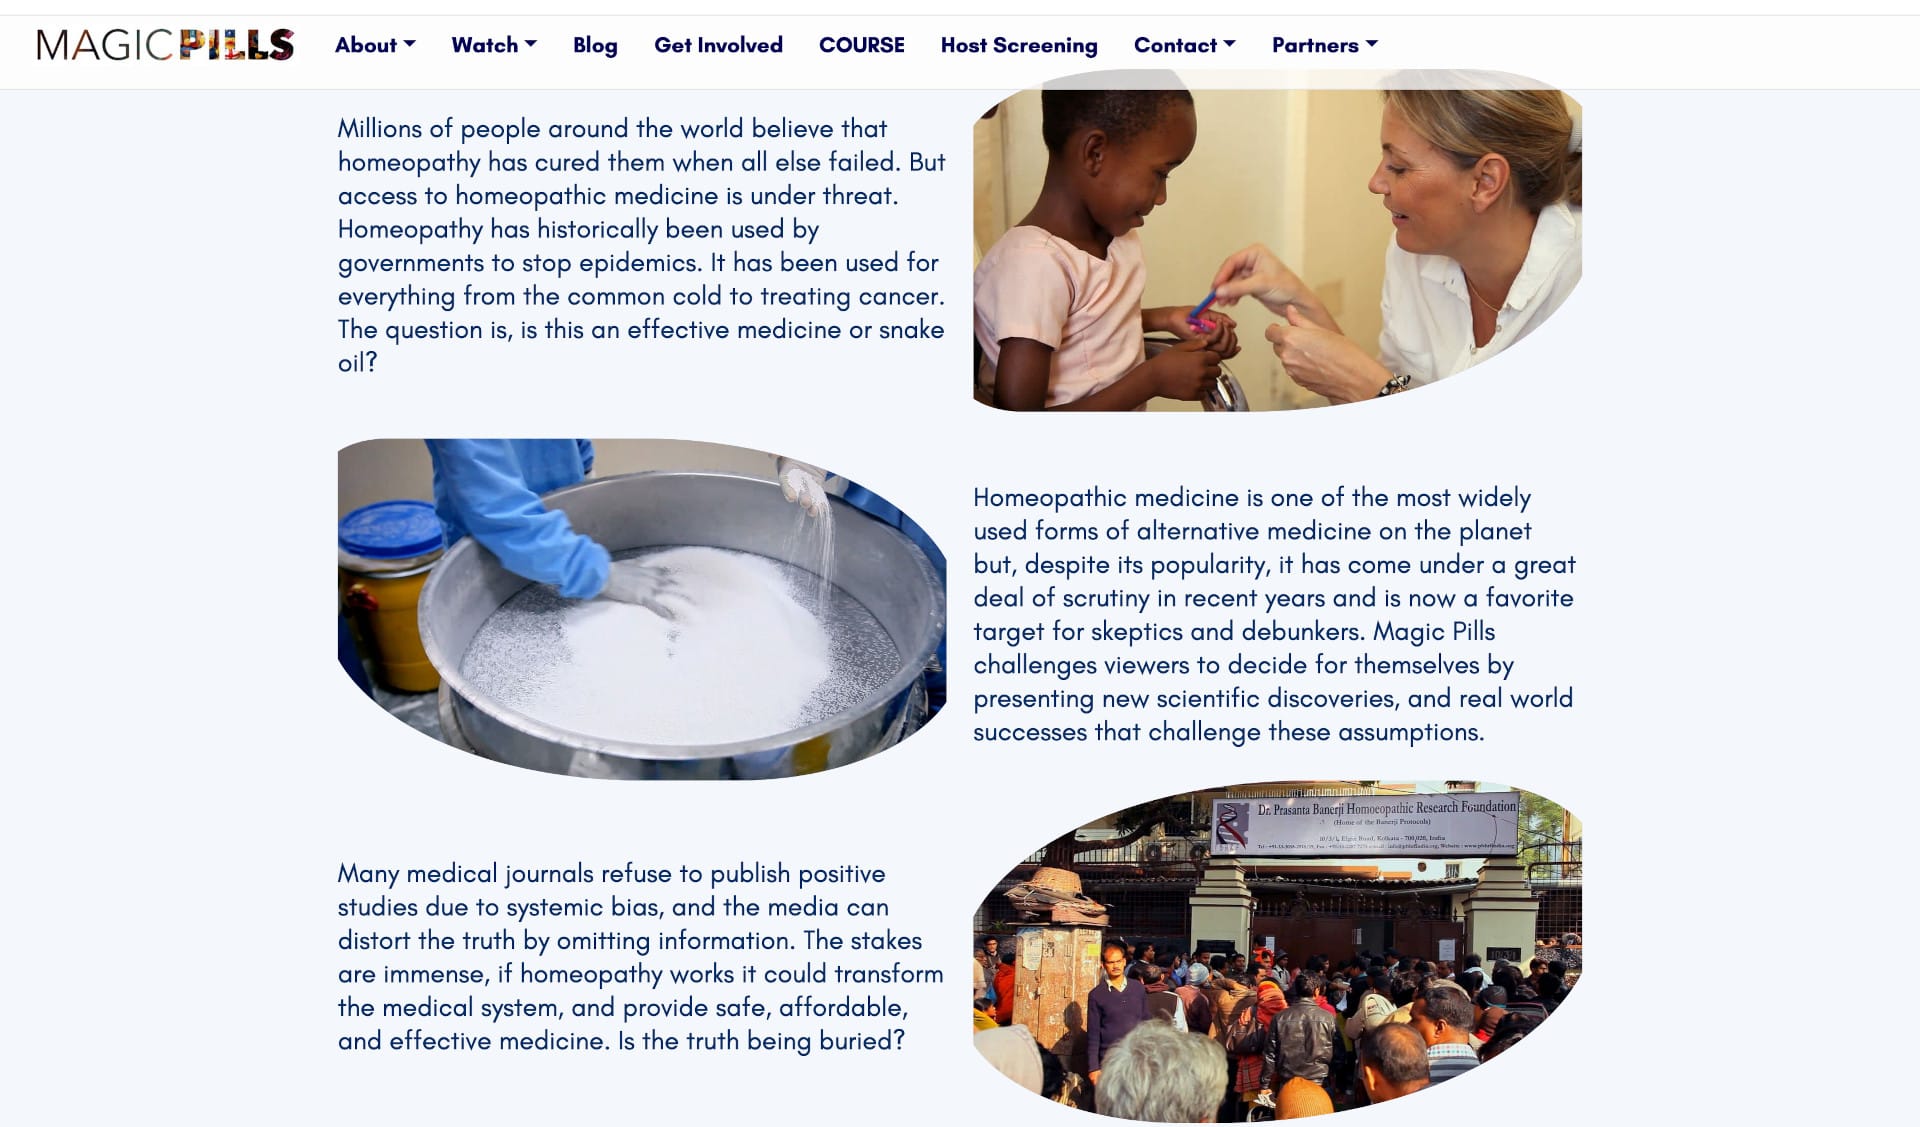 MAGICPILLS
About
Watch
Blog
Get Involved
COURSE
Host Screening
Contact
Partners
Millions of people around the world believe that
homeopathy has cured them when all else failed. But
access to homeopathic medicine is under threat.
Homeopathy has historically been used by
governments to stop epidemics. It has been used for
everything from the common cold to treating cancer.
The question is, is this an effective medicine or snake
oil?
Homeopathic medicine is one of the most widely
used forms of alternative medicine on the planet
but, despite its popularity, it has come under a great
deal of scrutiny in recent years and is now a favorite
target for skeptics and debunkers. Magic Pills
challenges viewers to decide for themselves by
presenting new scientific discoveries, and real world
successes that challenge these assumptions.
Many medical journals refuse to publish positive
studies due to systemic bias, and the media can
distort the truth by omitting information. The stakes
are immense, if homeopathy works it could transform
the medical system, and provide safe, affordable,
and effective medicine. Is the truth being buried?
Dr. Prasanta Banerji Homoeopathic Research Foundation
(Home of the Banerji Protocols)
10/3/1, Elgin Road, Kolkata - 700 020, India